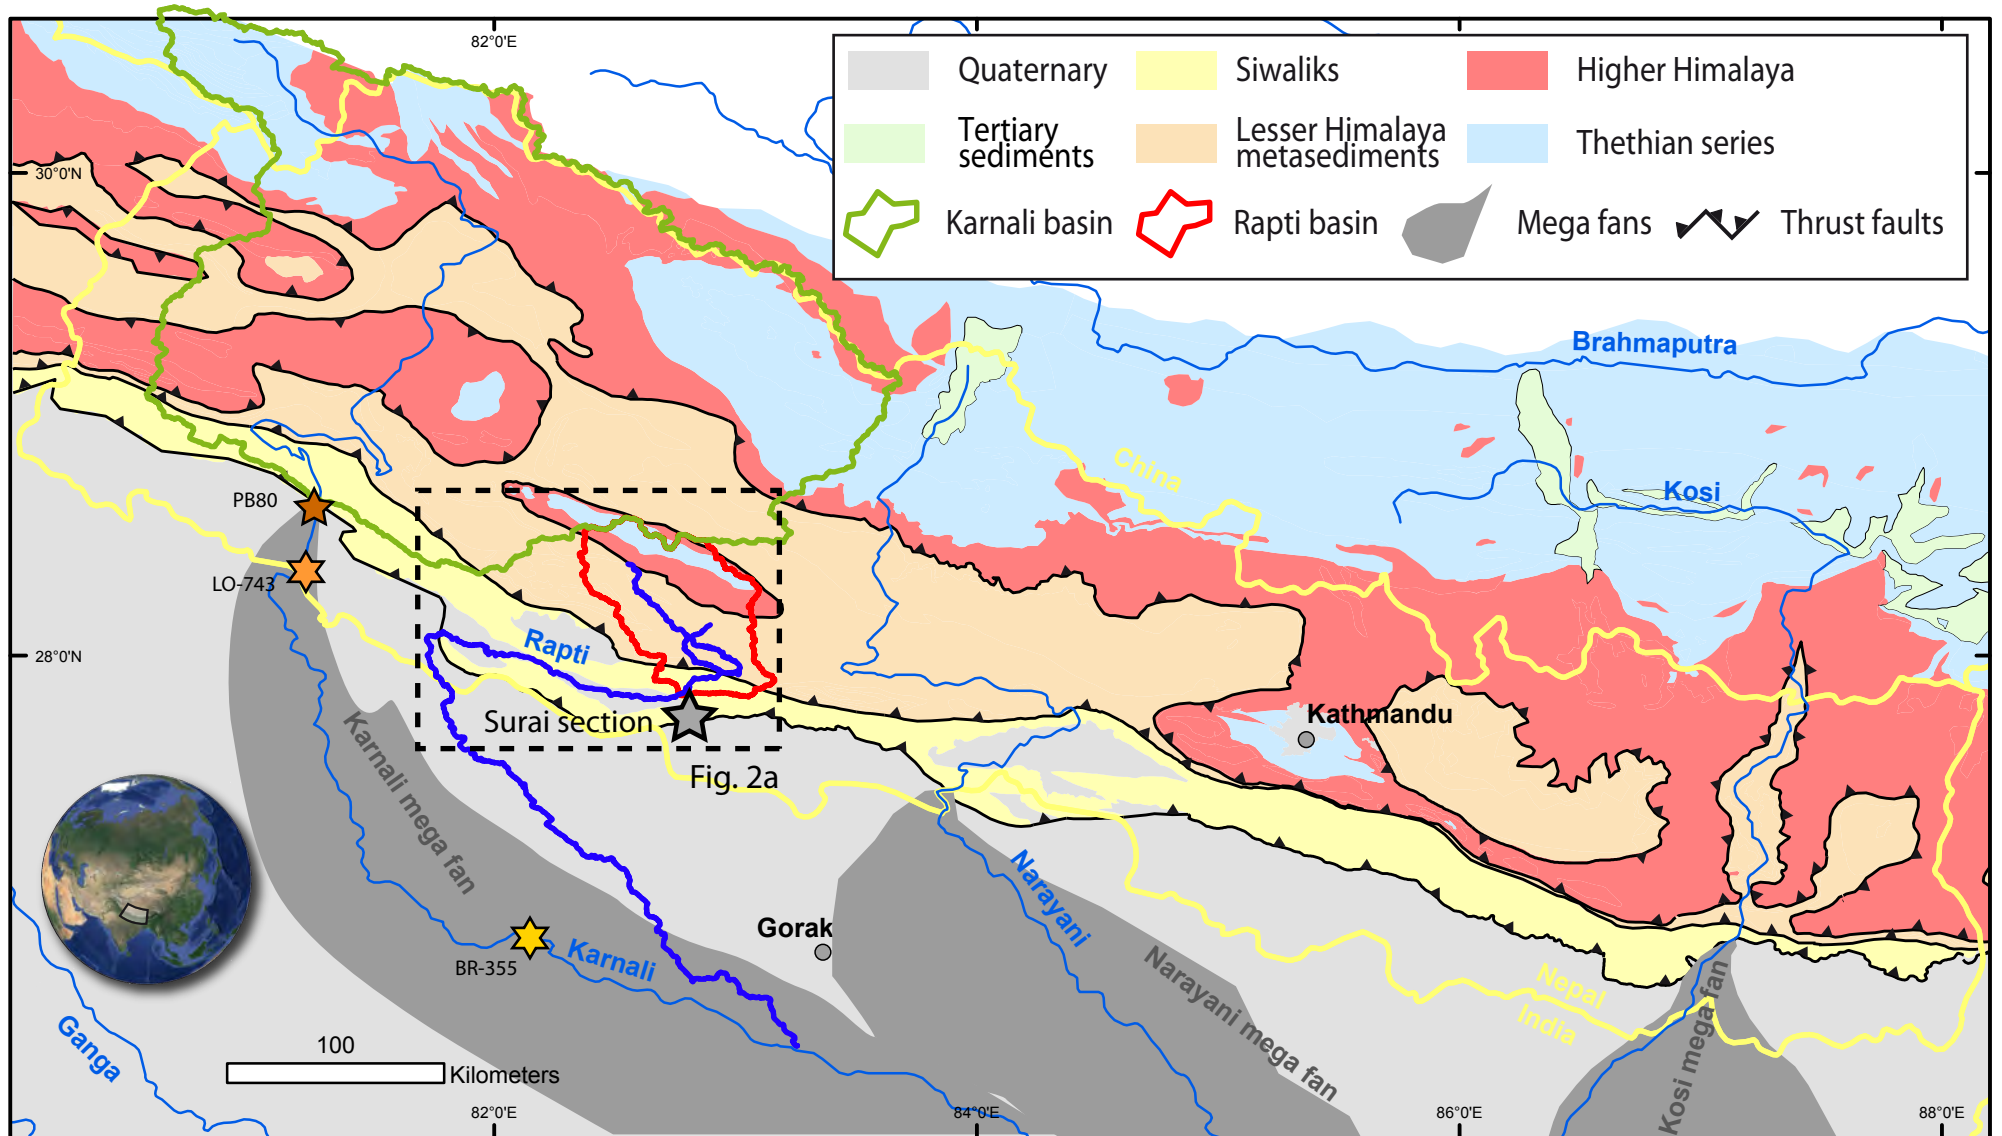 82°0'E
Quaternary
Siwaliks
Higher Himalaya
Tertiary
sediments
Lesser Himalaya
metasediments
Thethian series
Karnali basin
Rapti basin
Mega fans
Thrust faults
30°0'N
Brahmaputra
China
Kosi
PB80
LO-743
28°0'N
Rapti
Surai section
Fig. 2a
Kathmandu
Karnali mega fan
Narayani
Gorak
Karnali
BR-355
Narayani mega fan
Nepal
India
Kosi mega fan
Ganga
100
Kilometers
82°0'E
84°0'E
86°0'E
88°0'E